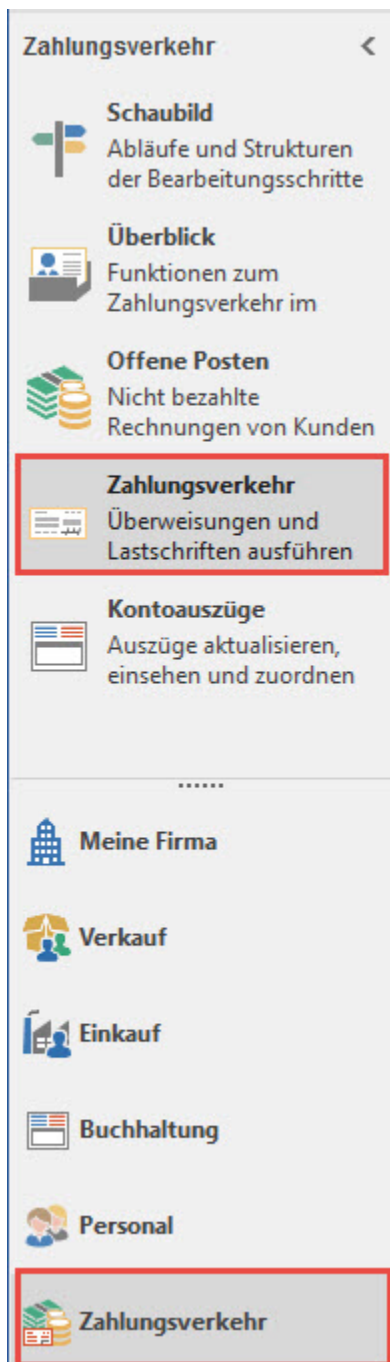 Zahlungsverkehr
Schaubild
Abläufe und Strukturen
der Bearbeitungsschritte
Überblick
Funktionen zum
Zahlungsverkehr im
Offene Posten
Nicht bezahlte
Rechnungen von Kunden
Zahlungsverkehr
Überweisungen und
Lastschriften ausführen
Kontoauszüge
Auszüge aktualisieren,
einsehen und zuordnen
Meine Firma
Verkauf
Einkauf
Buchhaltung
Personal
Zahlungsverkehr